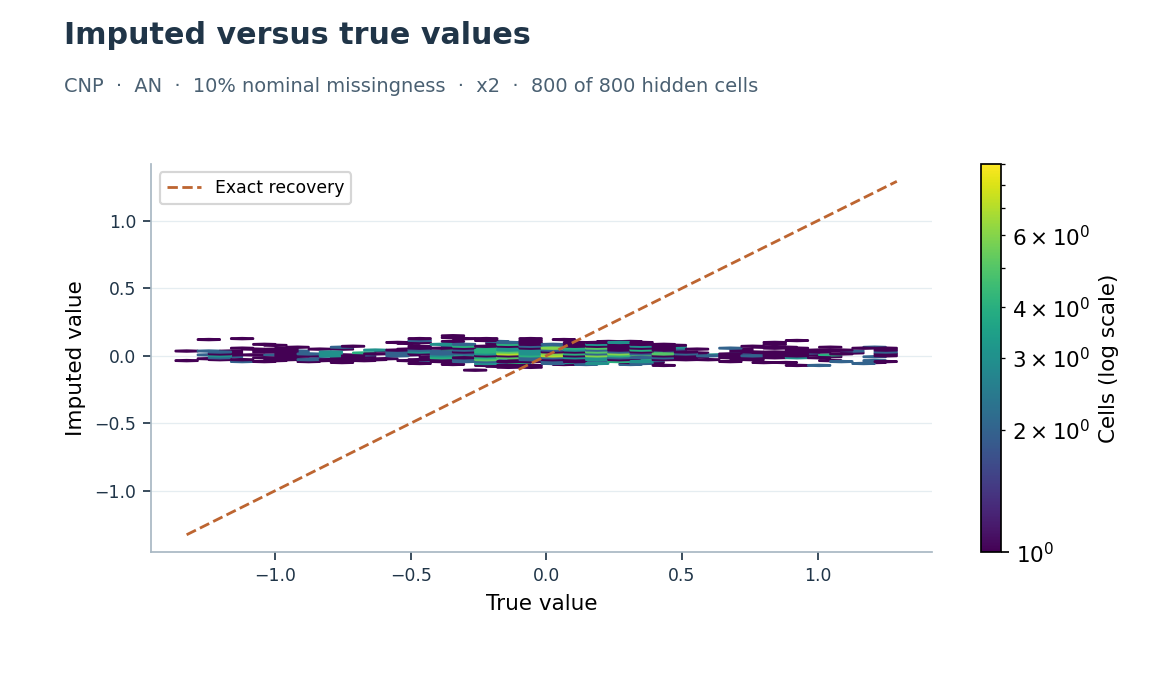 Imputed versus true values
CNP · AN · 10% nominal missingness · x2 · 800 of 800 hidden cells
Exact recovery
1.0
0.5
0.0
−0.5
−1.0
Imputed value
−1.0
−0.5
0.0
0.5
1.0
True value
6 × 10⁰
4 × 10⁰
3 × 10⁰
2 × 10⁰
10⁰
Cells (log scale)